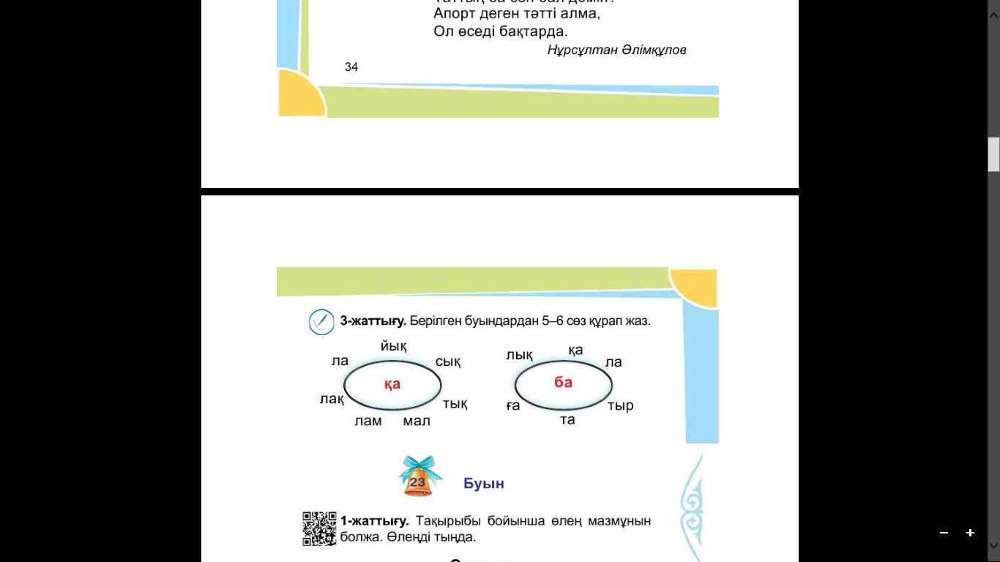 Апорт деген тәтті алма,
Ол өседі бақтарда.
Нұрсұлтан Әлімқұлов
34
3-жаттығу. Берілген буындардан 5–6 сөз құрап жаз.
йық
ла
сық
қа
лақ
тық
лам
мал
қа
лық
ла
ба
ға
тыр
та
23
Буын
1-жаттығу. Тақырыбы бойынша өлең мазмұнын
болжа. Өлеңді тыңда.